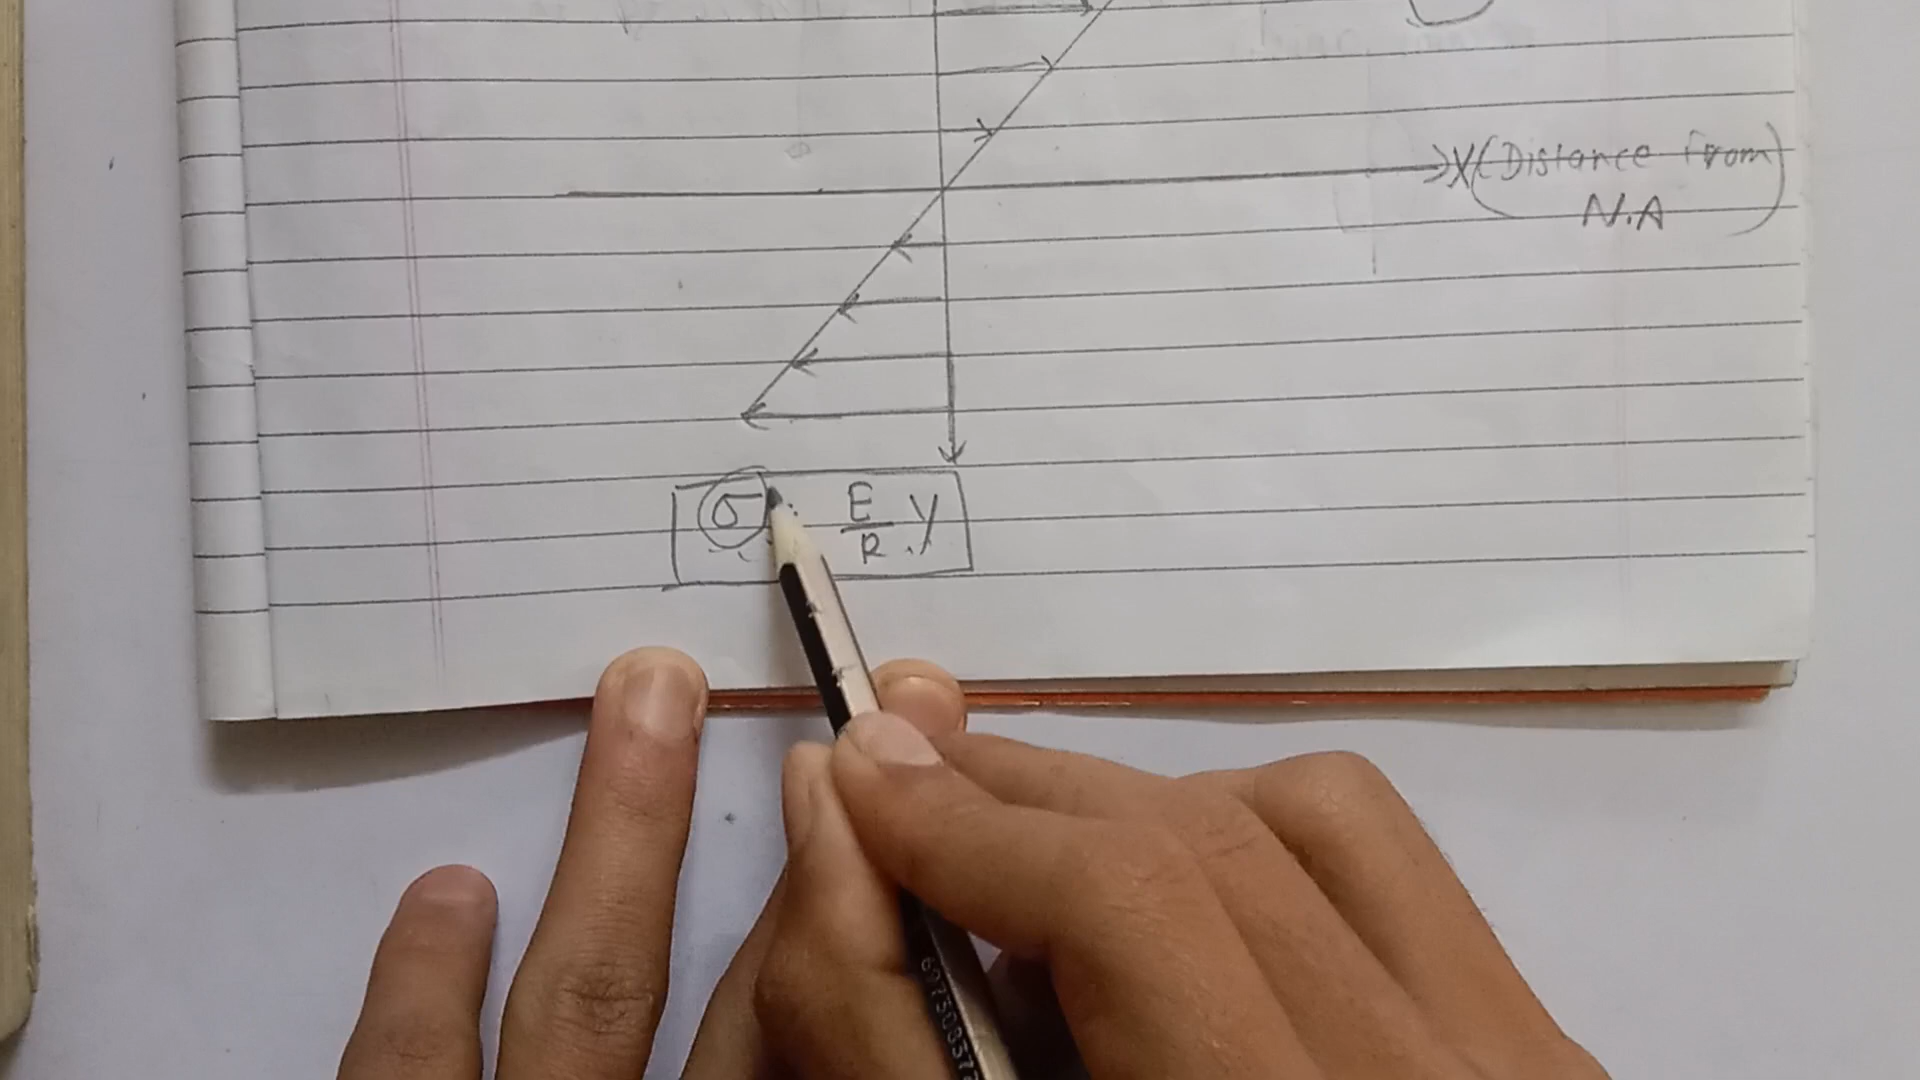 Y(Distance from
N.A)
σ E/R .y